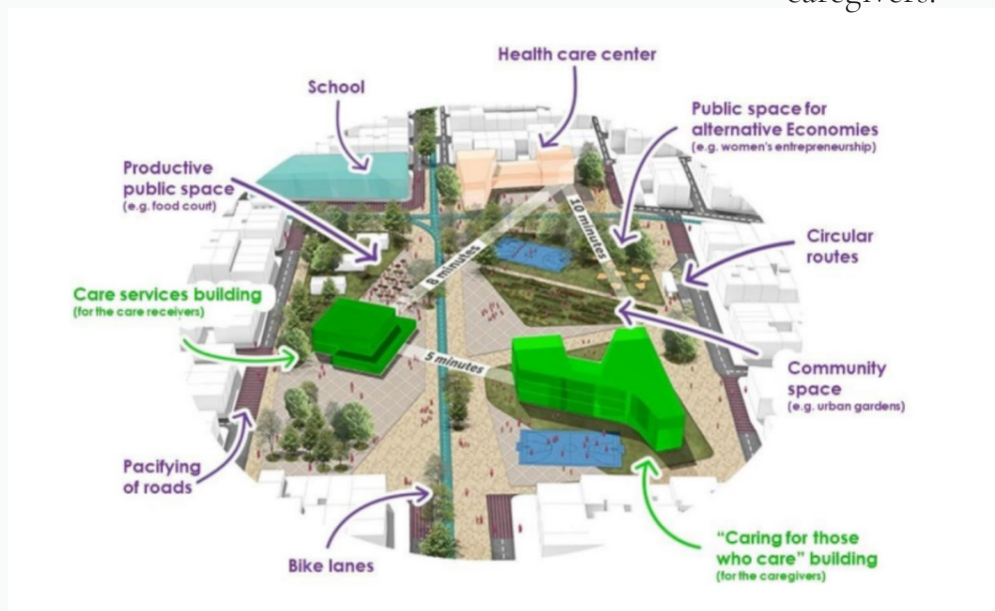 caregivers.
Health care center
School
Public space for
alternative Economies
(e.g. women's entrepreneurship)
Productive
public space
(e.g. food court)
10 minutes
8 minutes
Circular
routes
Care services building
(for the care receivers)
5 minutes
Community
space
(e.g. urban gardens)
Pacifying
of roads
Bike lanes
“Caring for those
who care” building
(for the caregivers)